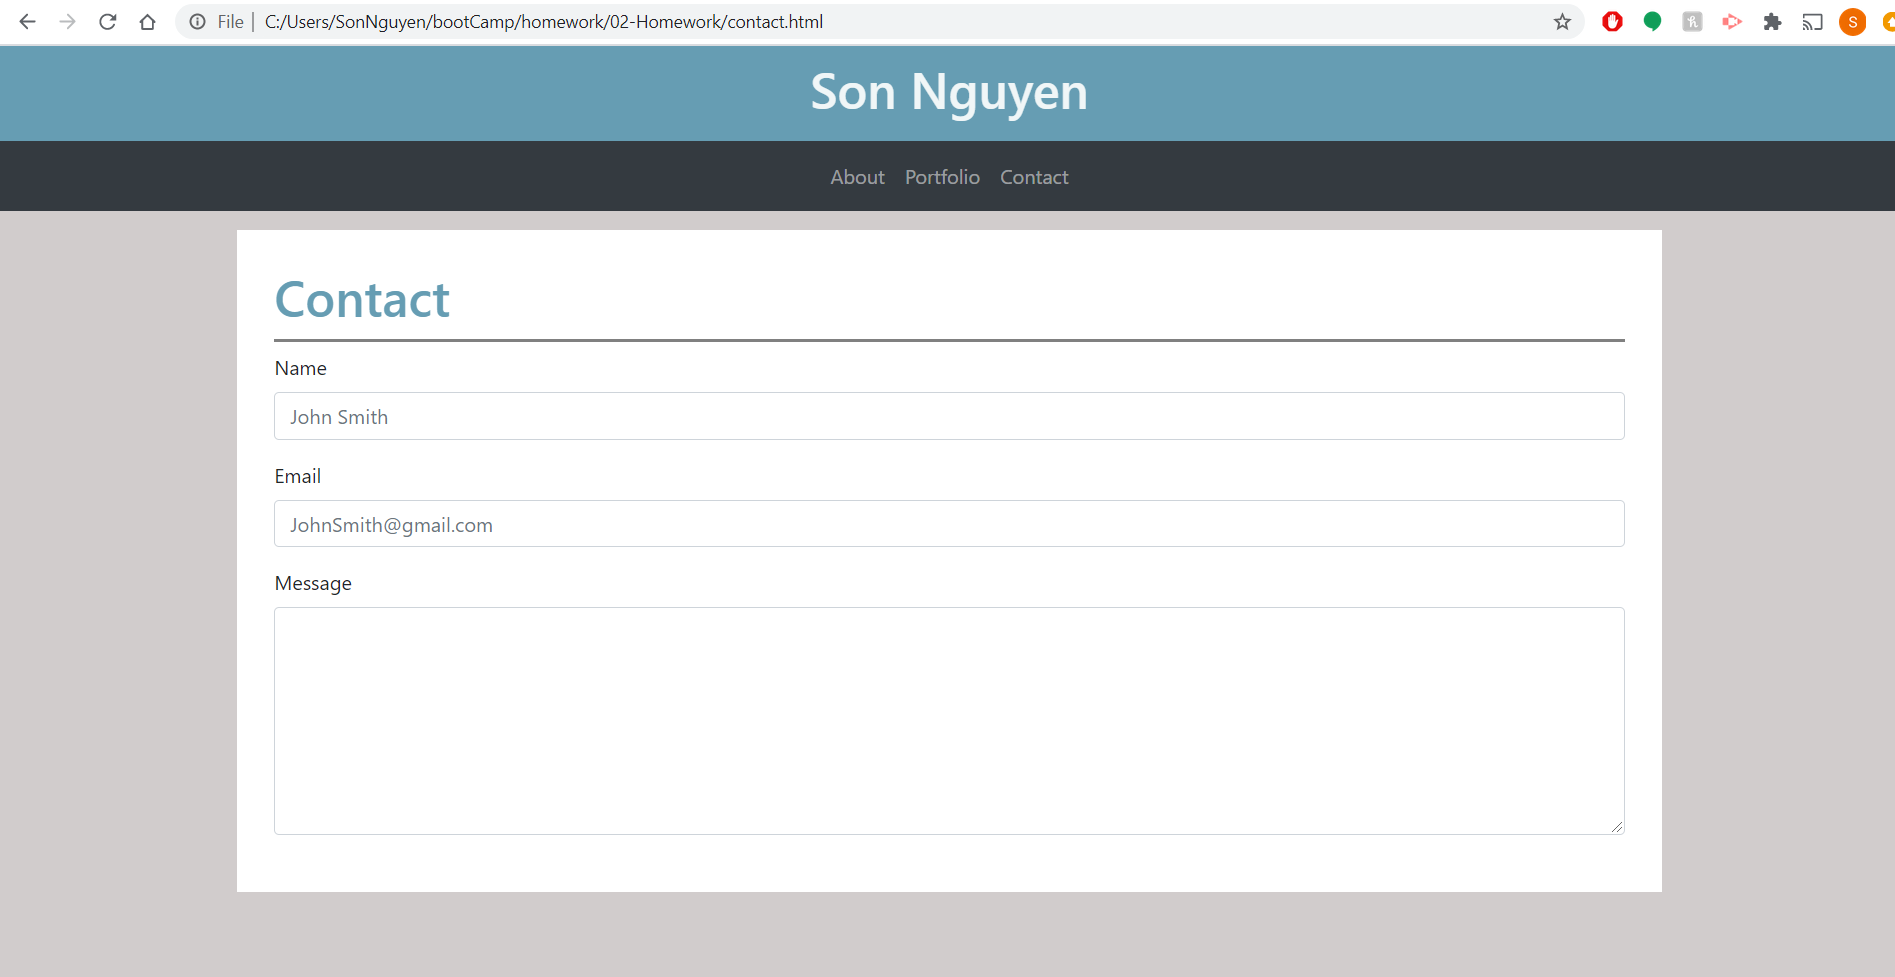 File C:/Users/SonNguyen/bootCamp/homework/02-Homework/contact.html
S
Son Nguyen
About Portfolio Contact
Contact
Name
John Smith
Email
JohnSmith@gmail.com
Message